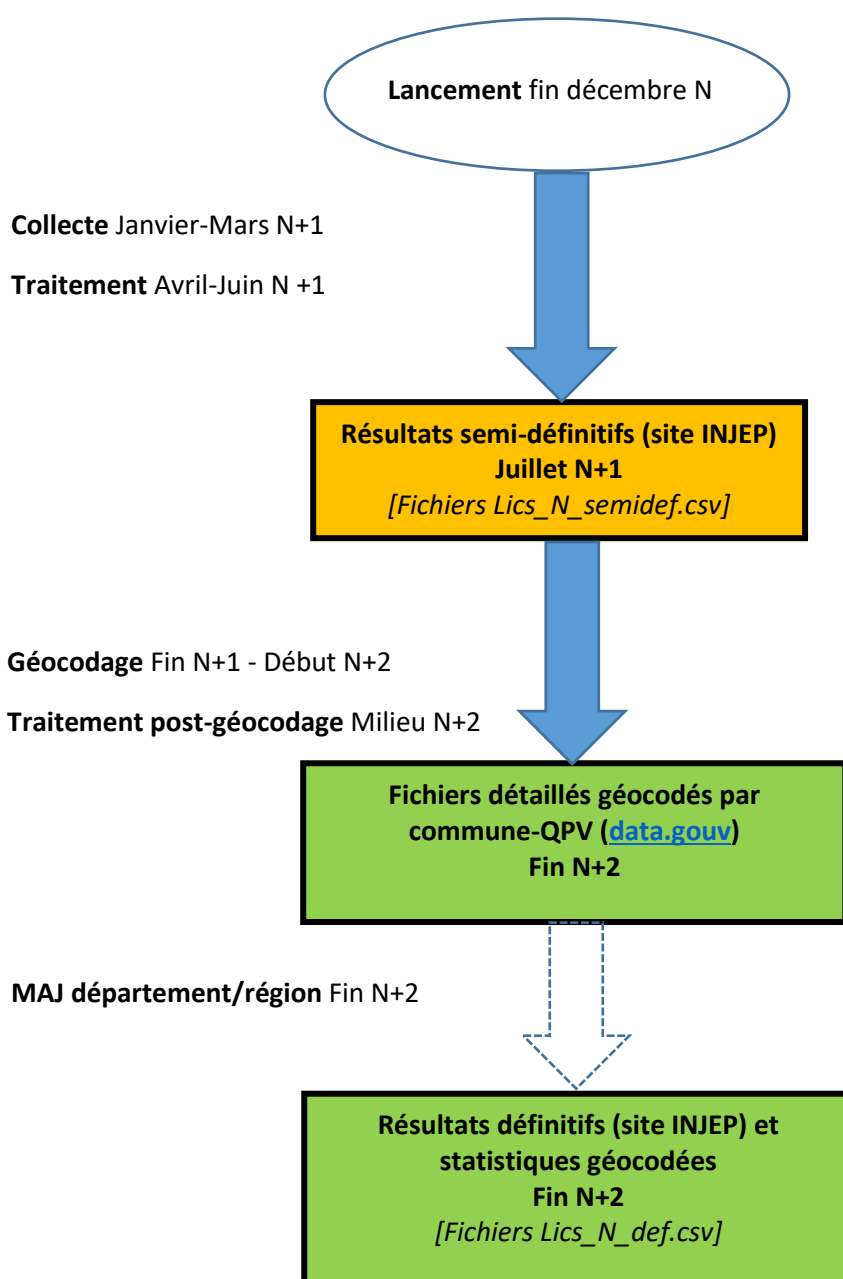 Lancement fin décembre N
Collecte Janvier-Mars N+1
Traitement Avril-Juin N +1
Résultats semi-définitifs (site INJEP)
Juillet N+1
[Fichiers Lics_N_semidef.csv]
Géocodage Fin N+1 - Début N+2
Traitement post-géocodage Milieu N+2
Fichiers détaillés géocodés par
commune-QPV (data.gouv)
Fin N+2
MAJ département/région Fin N+2
Résultats définitifs (site INJEP) et
statistiques géocodées
Fin N+2
[Fichiers Lics_N_def.csv]